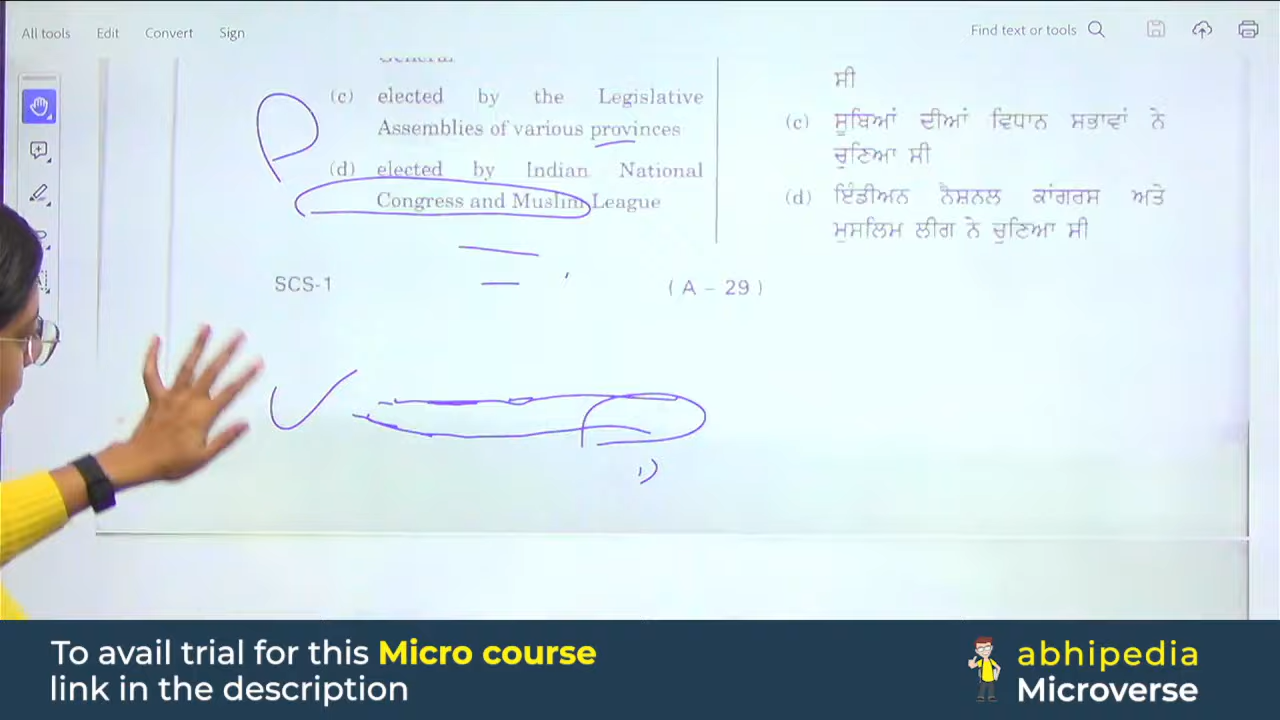 All tools Edit Convert Sign Find text or tools
General
(c) elected by the Legislative
Assemblies of various provinces
(d) elected by Indian National
Congress and Muslim League
SCS-1
( A – 29 )
ਸੀ
(c) ਸੂਬਿਆਂ ਦੀਆਂ ਵਿਧਾਨ ਸਭਾਵਾਂ ਨੇ
ਚੁਣਿਆ ਸੀ
(d) ਇੰਡੀਅਨ ਨੈਸ਼ਨਲ ਕਾਂਗਰਸ ਅਤੇ
ਮੁਸਲਿਮ ਲੀਗ ਨੇ ਚੁਣਿਆ ਸੀ
To avail trial for this Micro course
link in the description
abhipedia
Microverse